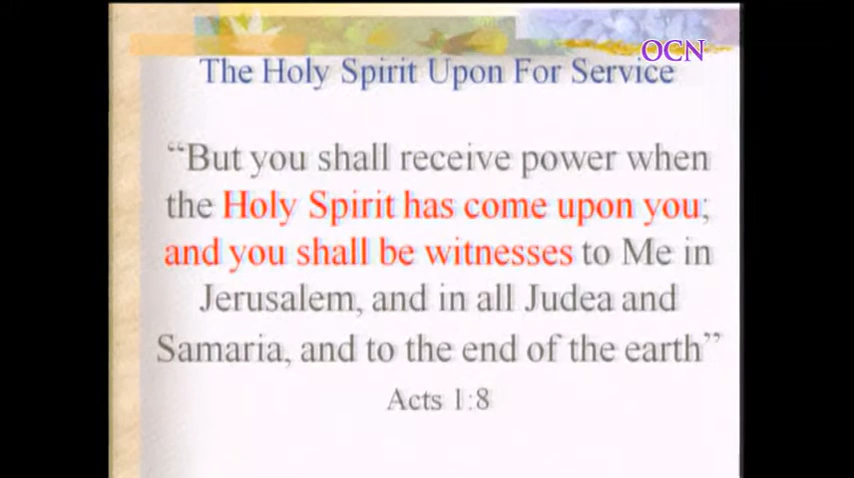 OCN
The Holy Spirit Upon For Service
“But you shall receive power when
the Holy Spirit has come upon you;
and you shall be witnesses to Me in
Jerusalem, and in all Judea and
Samaria, and to the end of the earth”
Acts 1:8